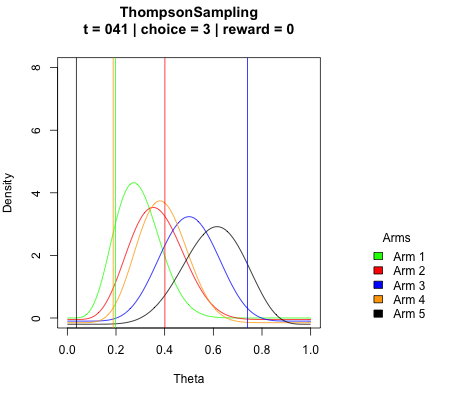 ThompsonSampling
t = 041 | choice = 3 | reward = 0
8
6
4
2
0
Density
0.0 0.2 0.4 0.6 0.8 1.0
Theta
Arms
Arm 1
Arm 2
Arm 3
Arm 4
Arm 5